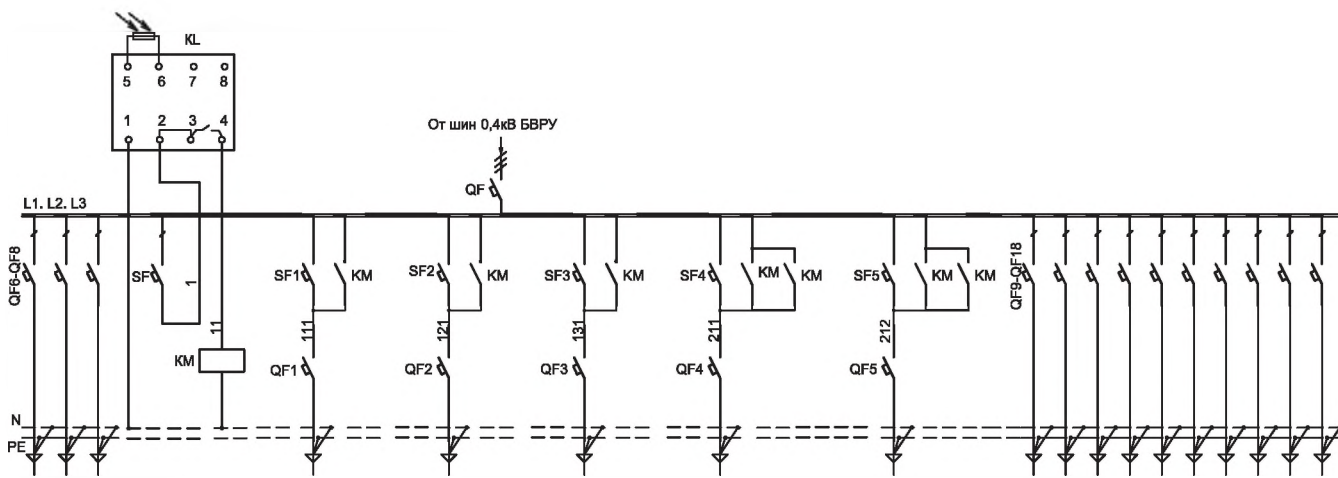 KL
5 6 7 8
1 2 3 4
От шин 0,4кВ БВРУ
QF
L1. L2. L3
QF6-QF8
SF
1
11
KM
SF1
KM
111
QF1
SF2
KM
121
QF2
SF3
KM
131
QF3
SF4
KM
KM
211
QF4
SF5
KM
KM
212
QF5
QF9-QF18
N
PE